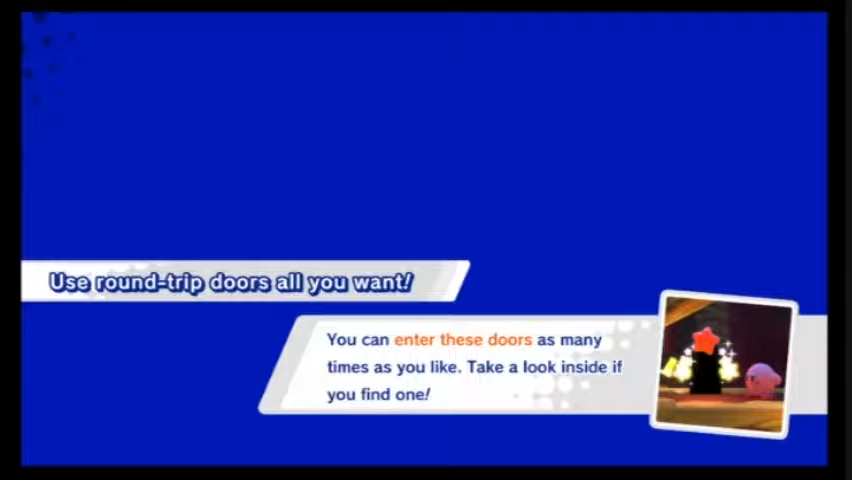 Use round-trip doors all you want!
You can enter these doors as many
times as you like. Take a look inside if
you find one!